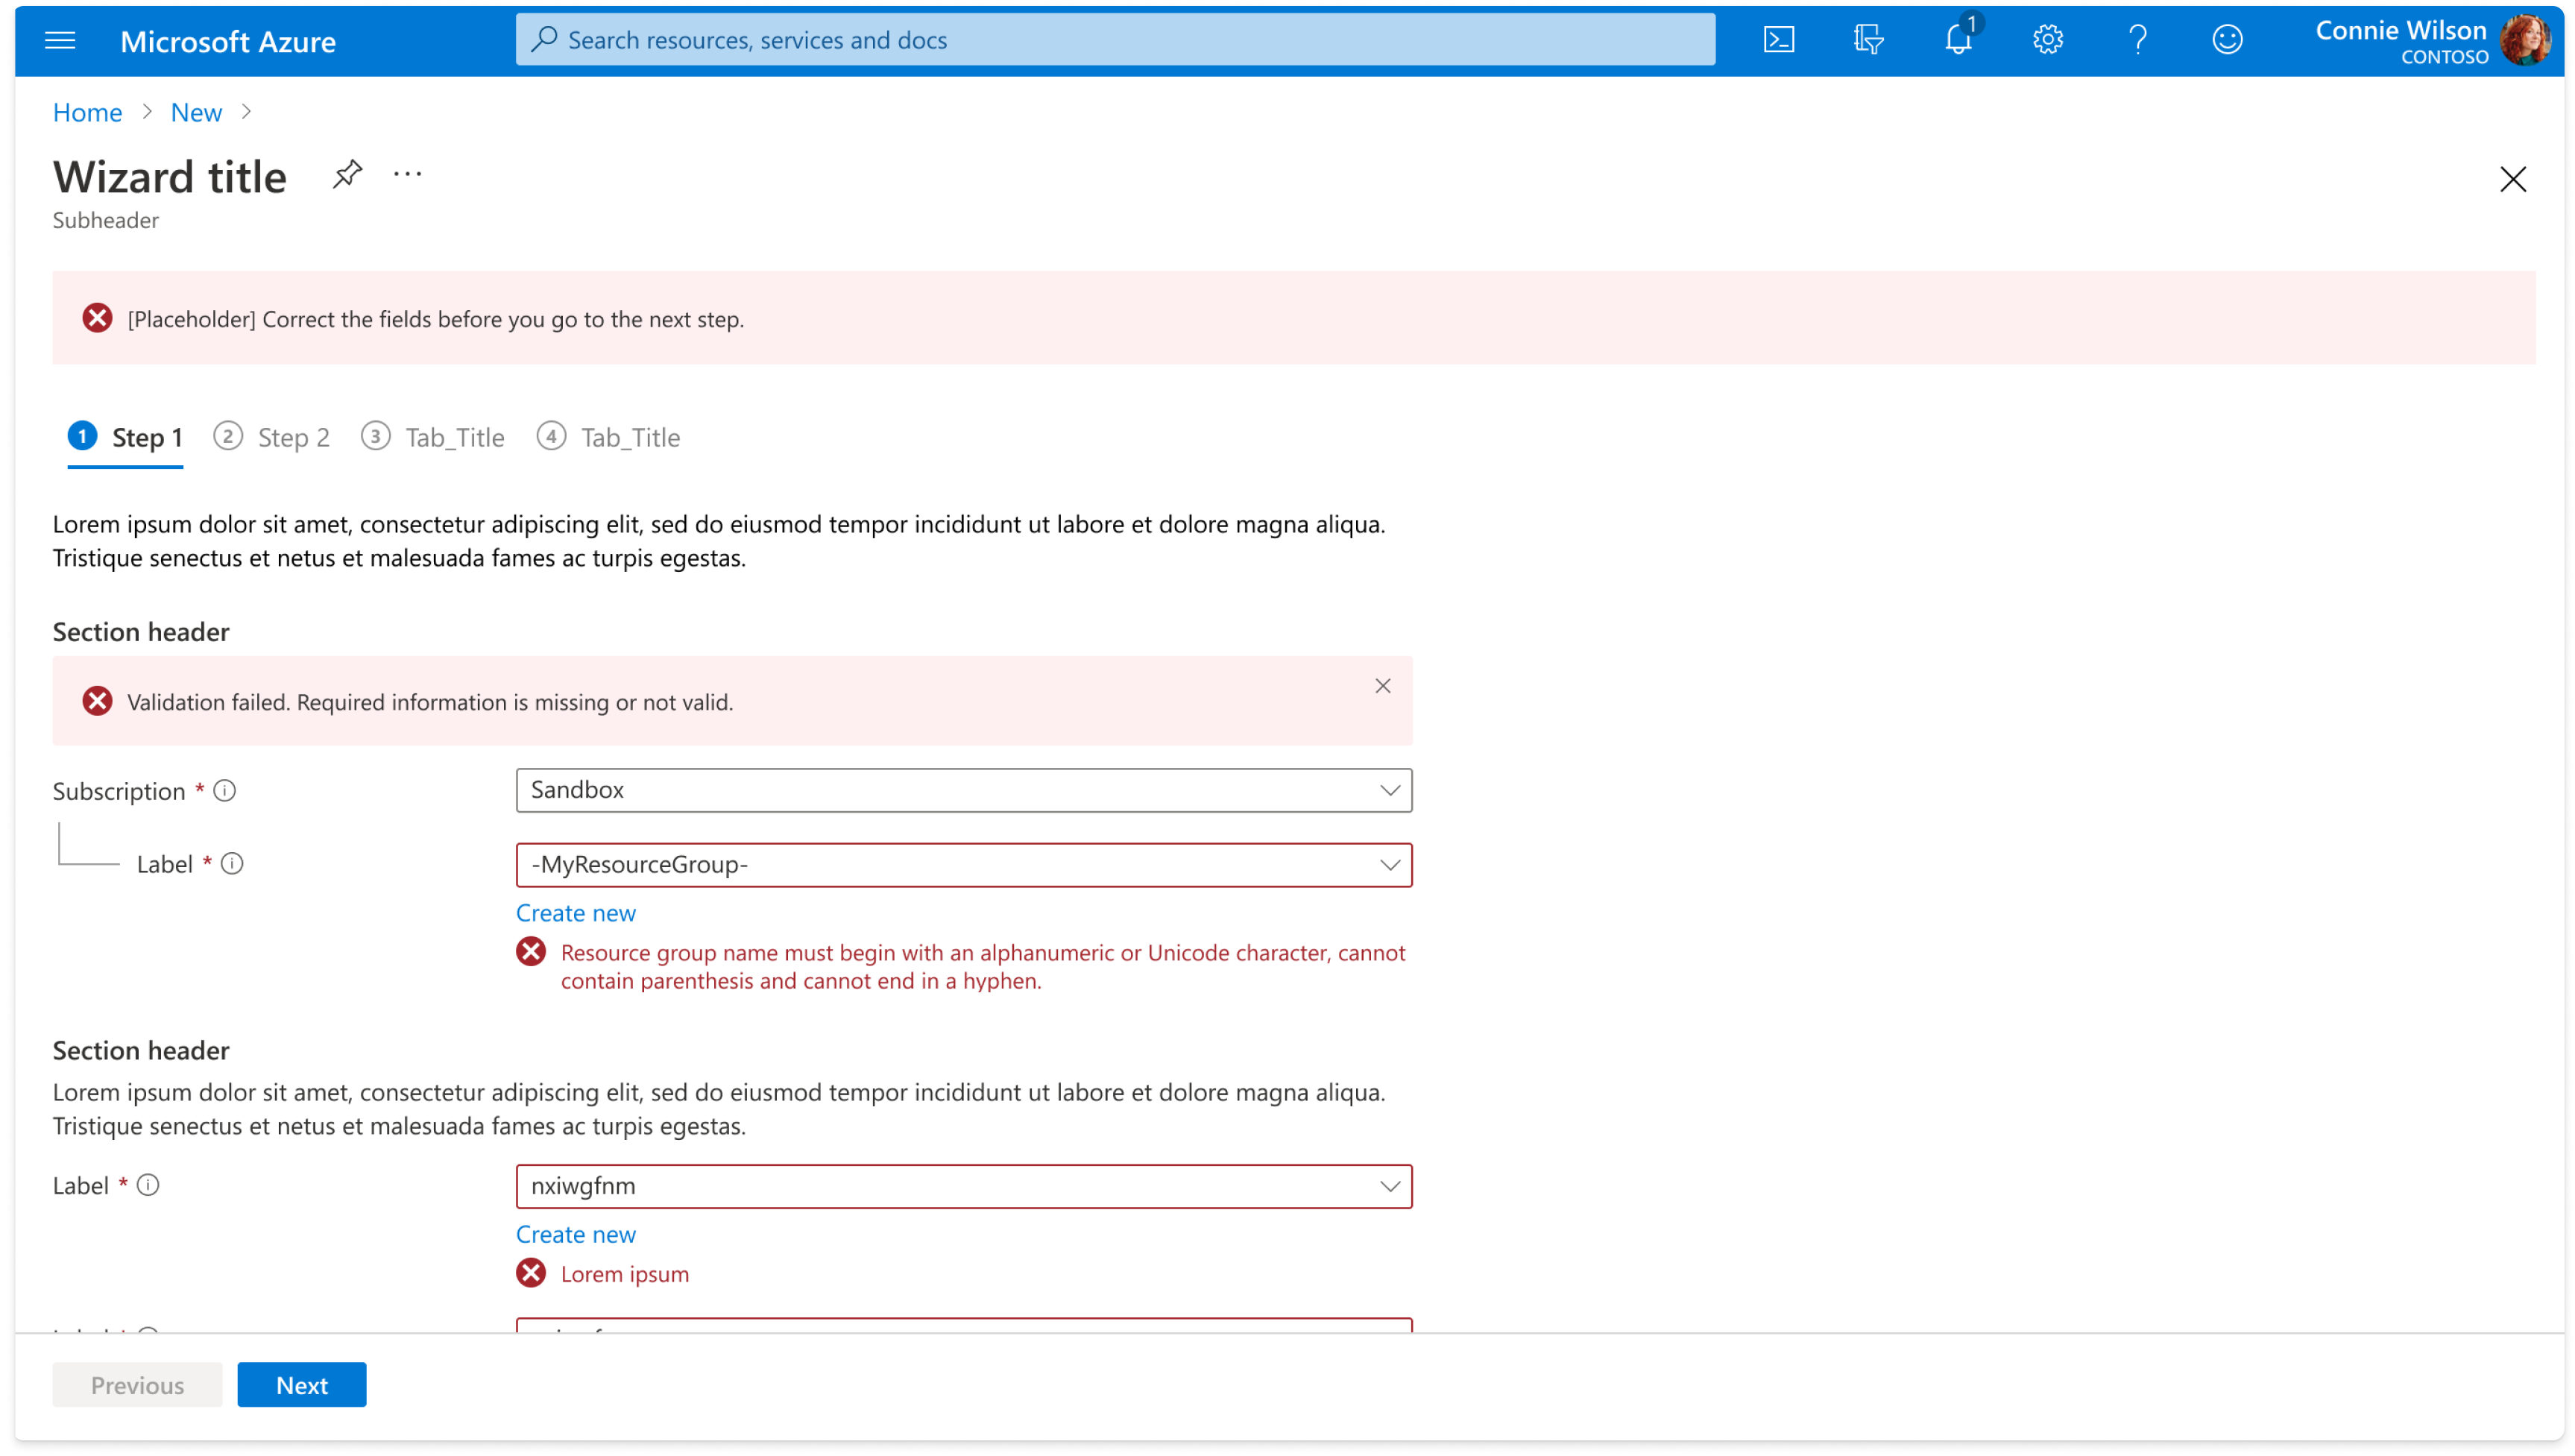 Microsoft Azure
Search resources, services and docs
1
Connie Wilson
CONTOSO
Home > New >
Wizard title
Subheader
[Placeholder] Correct the fields before you go to the next step.
1 Step 1 2 Step 2 3 Tab_Title 4 Tab_Title
Lorem ipsum dolor sit amet, consectetur adipiscing elit, sed do eiusmod tempor incididunt ut labore et dolore magna aliqua.
Tristique senectus et netus et malesuada fames ac turpis egestas.
Section header
Validation failed. Required information is missing or not valid.
Subscription * Sandbox
Label * -MyResourceGroup-
Create new
Resource group name must begin with an alphanumeric or Unicode character, cannot
contain parenthesis and cannot end in a hyphen.
Section header
Lorem ipsum dolor sit amet, consectetur adipiscing elit, sed do eiusmod tempor incididunt ut labore et dolore magna aliqua.
Tristique senectus et netus et malesuada fames ac turpis egestas.
Label * nxiwgfnm
Create new
Lorem ipsum
Previous Next